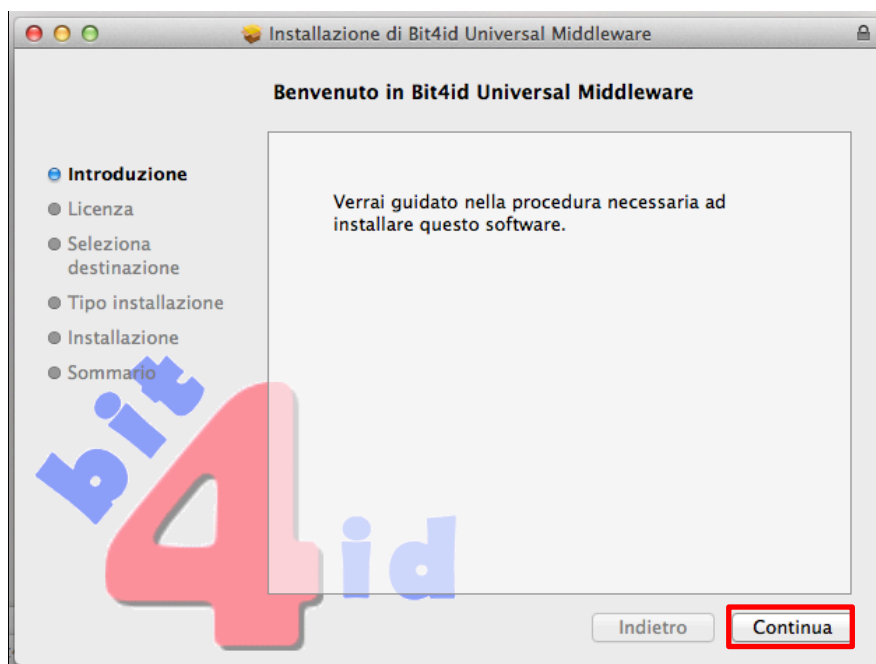 Installazione di Bit4id Universal Middleware
Benvenuto in Bit4id Universal Middleware
Introduzione
Licenza
Seleziona
destinazione
Tipo installazione
Installazione
Sommario
Verrai guidato nella procedura necessaria ad
installare questo software.
bit
4
id
Indietro
Continua